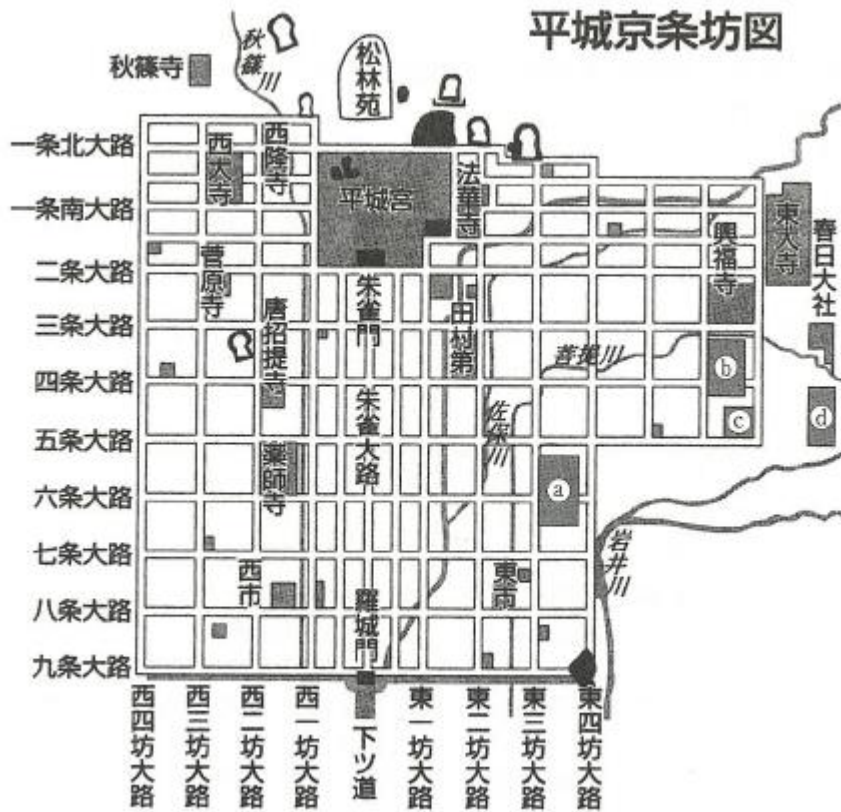 平城京条坊図
秋篠寺
秋篠川
松林苑
一条北大路
一条南大路
二条大路
三条大路
四条大路
五条大路
六条大路
七条大路
八条大路
九条大路
西大寺
西隆寺
平城宮
法華寺
興福寺
東大寺
春日大社
菅原寺
唐招提寺
朱雀門
田村第
菩提川
朱雀大路
佐保川
薬師寺
西市
羅城門
東市
岩井川
ⓐ
ⓑ
ⓒ
ⓓ
西四坊大路
西三坊大路
西二坊大路
西一坊大路
下ツ道
東一坊大路
東二坊大路
東三坊大路
東四坊大路